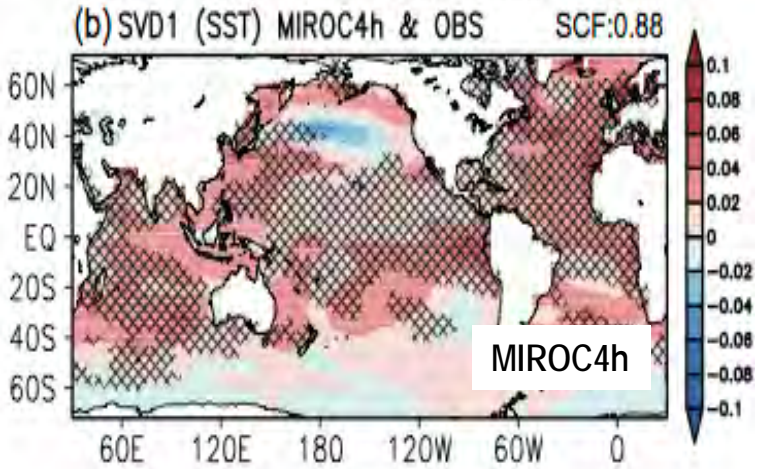 (b) SVD1 (SST) MIROC4h & OBS SCF:0.88
60N
40N
20N
EQ
20S
40S
60S
60E 120E 180 120W 60W 0
0.1
0.08
0.06
0.04
0.02
0
-0.02
-0.04
-0.06
-0.08
-0.1
MIROC4h